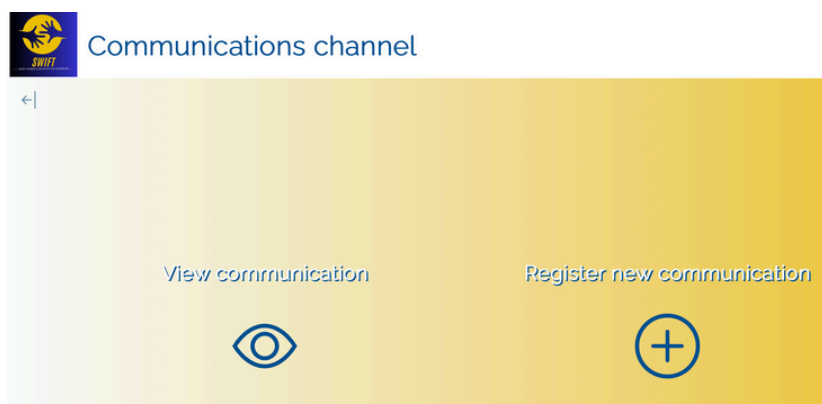 SWIFT
Communications channel
View communication
Register new communication